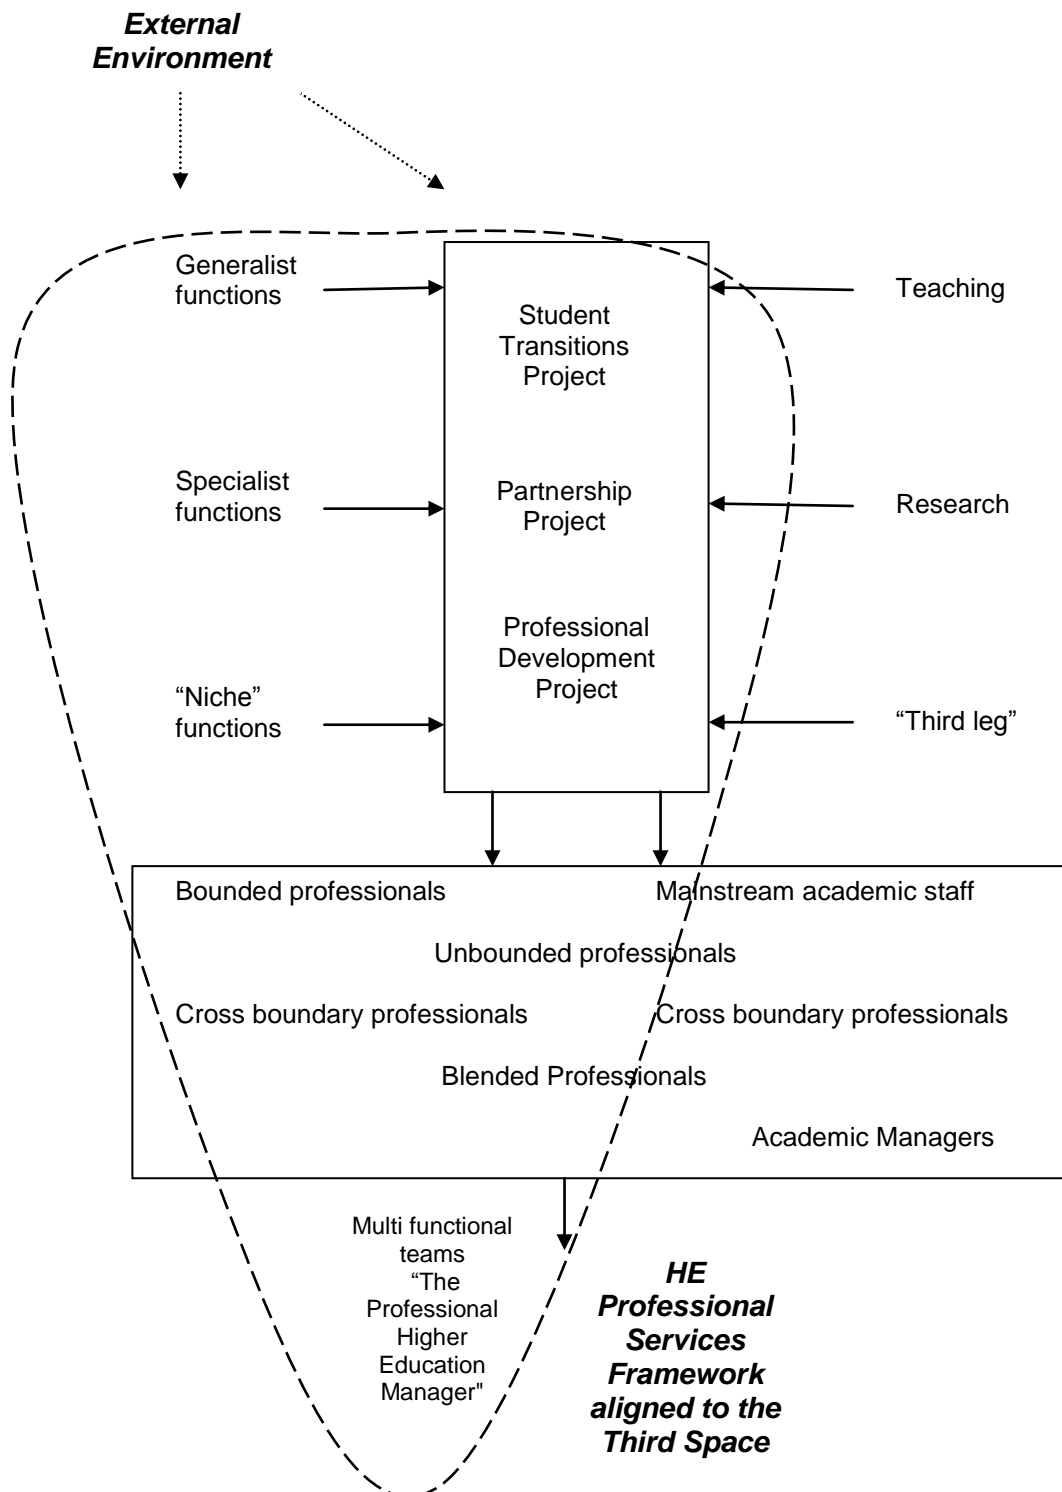 External
Environment
Generalist
functions
Student
Transitions
Project
Teaching
Specialist
functions
Partnership
Project
Research
Professional
Development
Project
“Niche”
functions
“Third leg”
Bounded professionals
Mainstream academic staff
Unbounded professionals
Cross boundary professionals
Cross boundary professionals
Blended Professionals
Academic Managers
Multi functional
teams
“The
Professional
Higher
Education
Manager"
HE
Professional
Services
Framework
aligned to the
Third Space